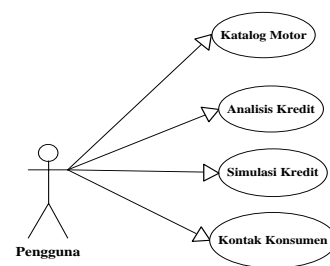 Katalog Motor
Analisis Kredit
Simulasi Kredit
Kontak Konsumen
Pengguna